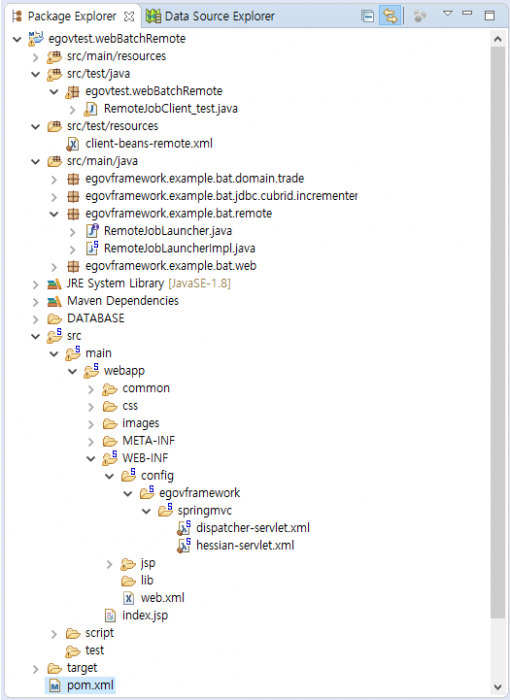 Package Explorer
Data Source Explorer
egovtest.webBatchRemote
src/main/resources
src/test/java
egovtest.webBatchRemote
RemoteJobClient_test.java
src/test/resources
client-beans-remote.xml
src/main/java
egovframework.example.bat.domain.trade
egovframework.example.bat.jdbc.cubrid.incrementer
egovframework.example.bat.remote
RemoteJobLauncher.java
RemoteJobLauncherImpl.java
egovframework.example.bat.web
JRE System Library [JavaSE-1.8]
Maven Dependencies
DATABASE
src
main
webapp
common
css
images
META-INF
WEB-INF
config
egovframework
springmvc
dispatcher-servlet.xml
hessian-servlet.xml
jsp
lib
web.xml
index.jsp
script
test
target
pom.xml